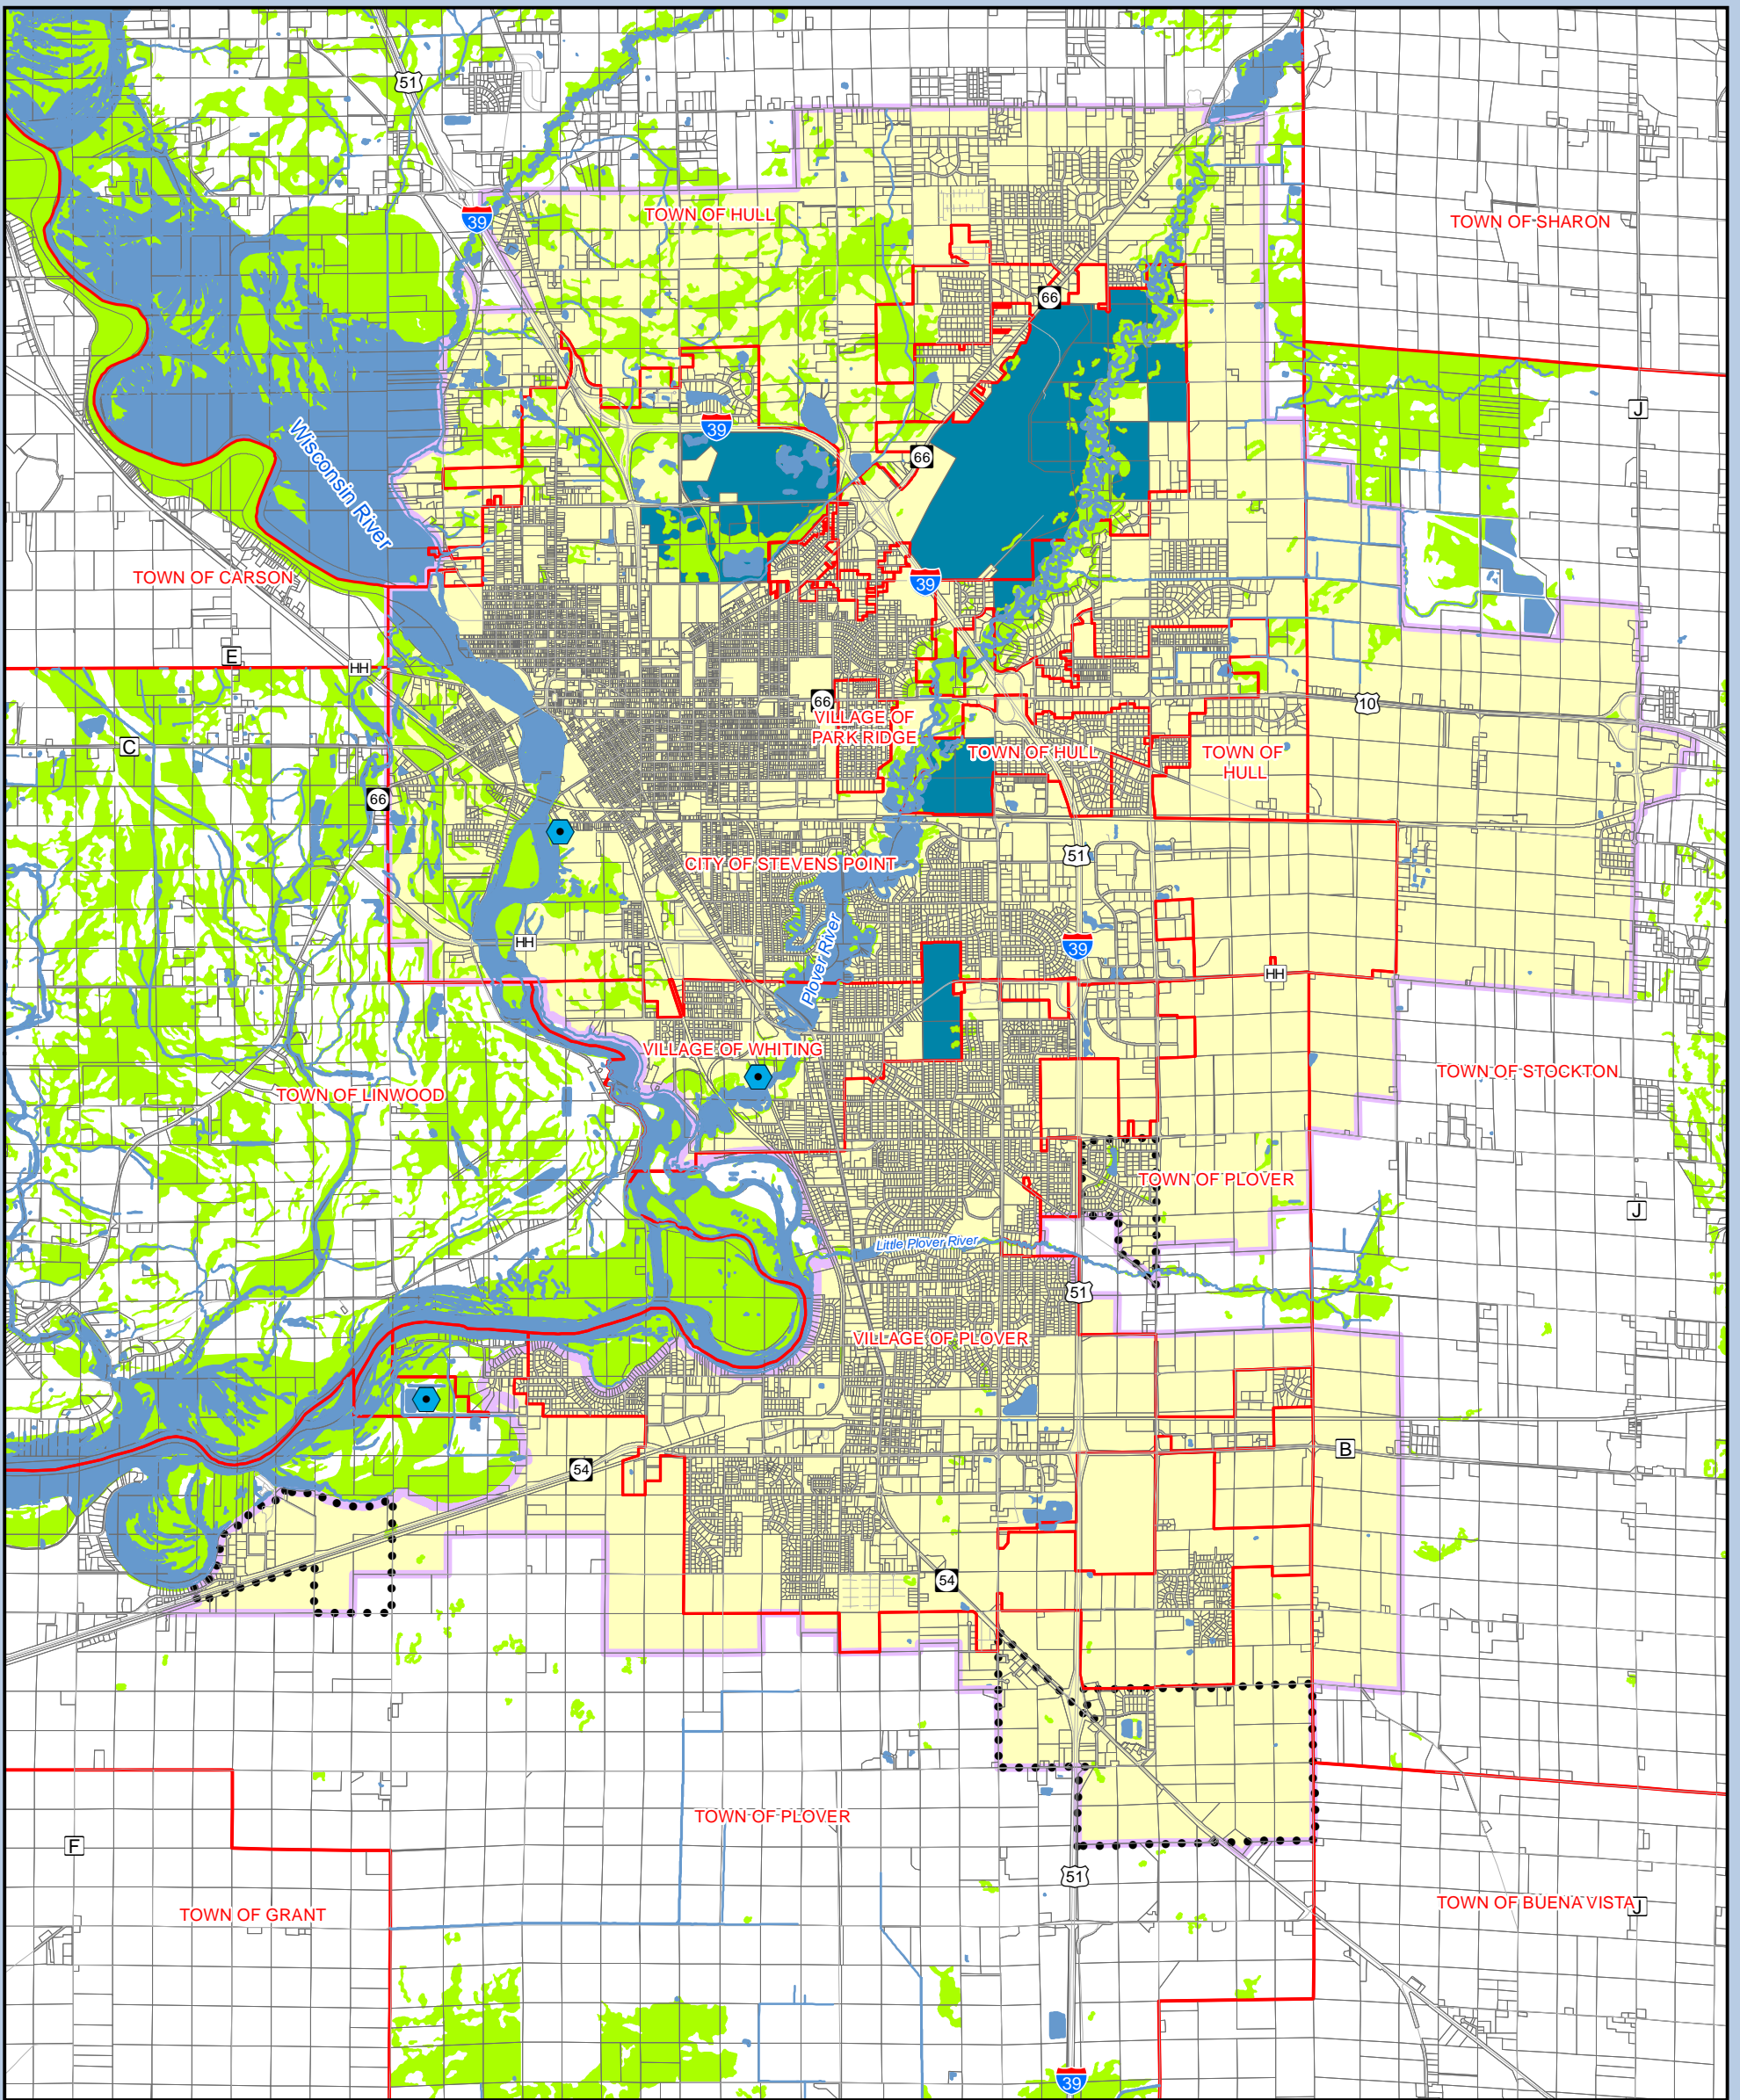 51
39
TOWN OF HULL
TOWN OF SHARON
66
J
39
66
Wisconsin River
TOWN OF CARSON
39
E
HH
66
10
VILLAGE OF
PARK RIDGE
C
TOWN OF HULL
TOWN OF
HULL
66
51
CITY OF STEVENS POINT
Plover River
HH
39
HH
VILLAGE OF WHITING
TOWN OF STOCKTON
TOWN OF LINWOOD
TOWN OF PLOVER
J
Little Plover River
51
VILLAGE OF PLOVER
B
54
54
TOWN OF PLOVER
F
51
TOWN OF GRANT
TOWN OF BUENA VISTA
J
39